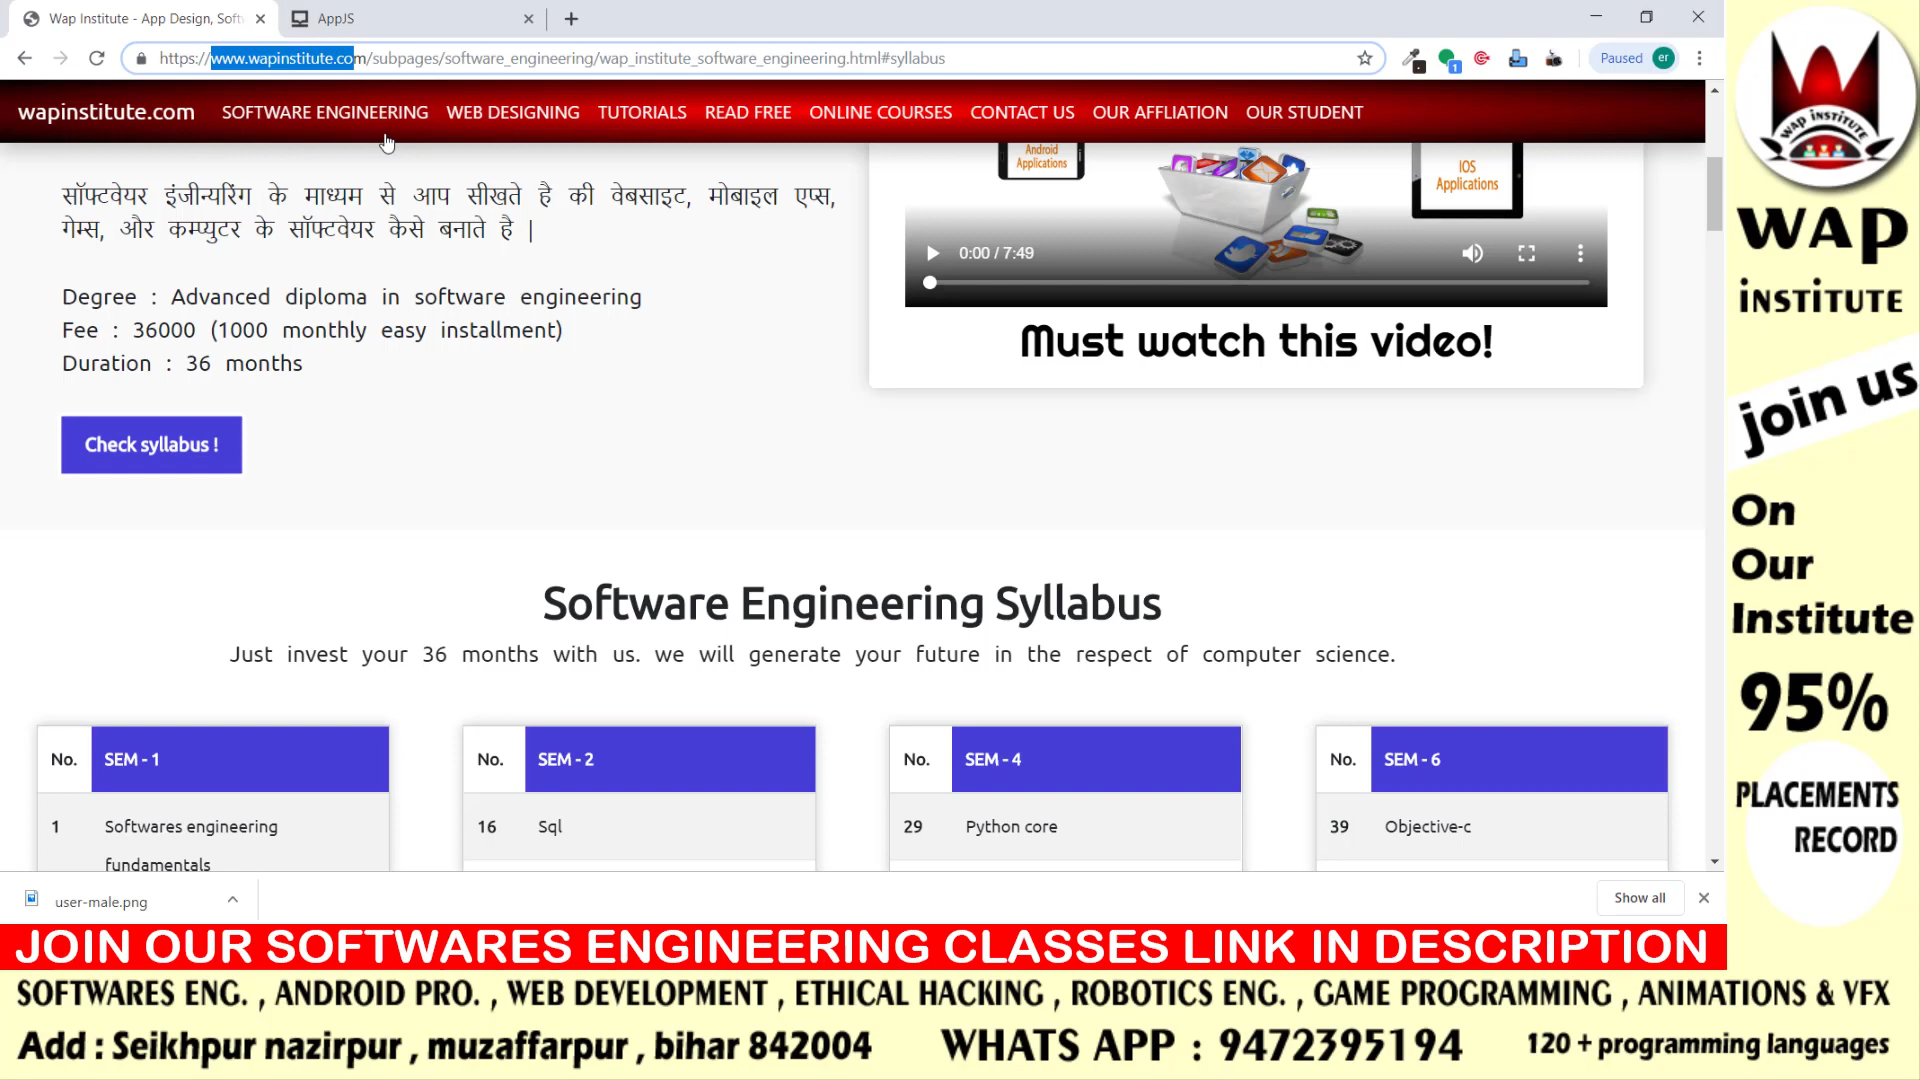 Wap Institute - App Design, Soft
AppJS
https://www.wapinstitute.com/subpages/software_engineering/wap_institute_software_engineering.html#syllabus
1
Paused
er
wapinstitute.com
SOFTWARE ENGINEERING
WEB DESIGNING
TUTORIALS
READ FREE
ONLINE COURSES
CONTACT US
OUR AFFLIATION
OUR STUDENT
सॉफ्टवेयर इंजीन्यरिंग के माध्यम से आप सीखते है की वेबसाइट, मोबाइल एप्स,
गेम्स, और कम्प्युटर के सॉफ्टवेयर कैसे बनाते है |
Degree : Advanced diploma in software engineering
Fee : 36000 (1000 monthly easy installment)
Duration : 36 months
Check syllabus !
Android
Applications
IOS
Applications
0:00 / 7:49
Must watch this video!
Software Engineering Syllabus
Just invest your 36 months with us. we will generate your future in the respect of computer science.
No. SEM - 1
1 Softwares engineering
fundamentals
No. SEM - 2
16 Sql
No. SEM - 4
29 Python core
No. SEM - 6
39 Objective-c
user-male.png
Show all
WAP INSTITUTE
WAP
INSTITUTE
join us
On
Our
Institute
95%
PLACEMENTS
RECORD
JOIN OUR SOFTWARES ENGINEERING CLASSES LINK IN DESCRIPTION
SOFTWARES ENG. , ANDROID PRO. , WEB DEVELOPMENT , ETHICAL HACKING , ROBOTICS ENG. , GAME PROGRAMMING , ANIMATIONS & VFX
Add : Seikhpur nazirpur , muzaffarpur , bihar 842004
WHATS APP : 9472395194
120 + programming languages